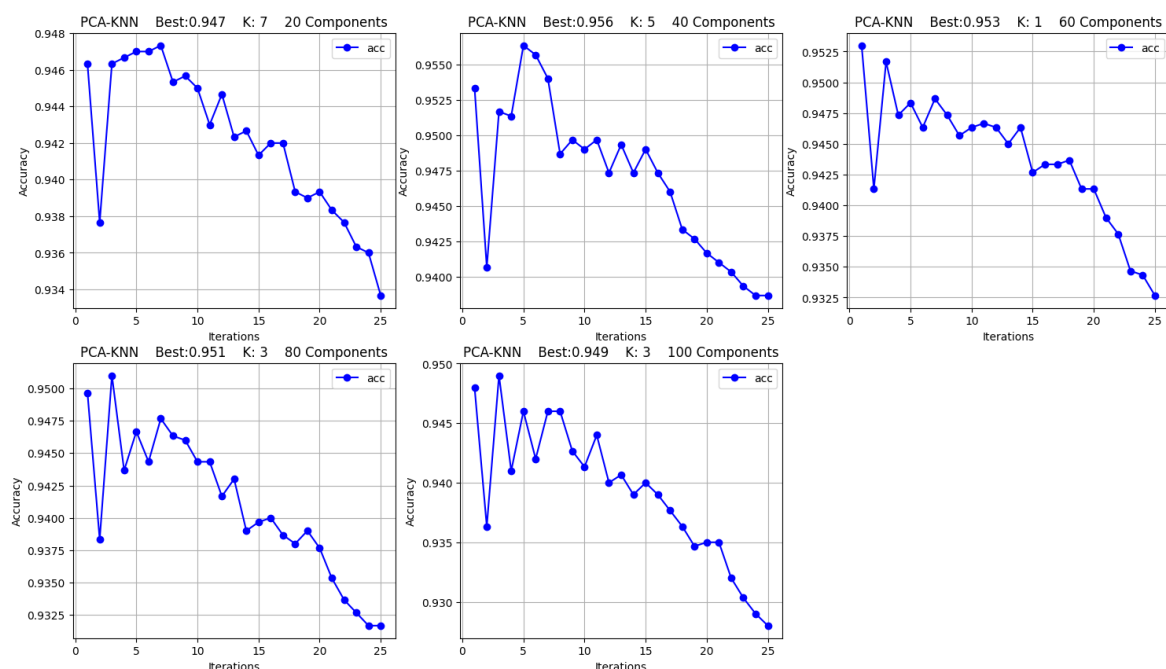 PCA-KNN Best:0.947 K: 7 20 Components
0.948
0.946
0.944
0.942
0.940
0.938
0.936
0.934
Accuracy
acc
0 5 10 15 20 25
Iterations
PCA-KNN Best:0.956 K: 5 40 Components
0.9550
0.9525
0.9500
0.9475
0.9450
0.9425
0.9400
Accuracy
acc
0 5 10 15 20 25
Iterations
PCA-KNN Best:0.953 K: 1 60 Components
0.9525
0.9500
0.9475
0.9450
0.9425
0.9400
0.9375
0.9350
0.9325
Accuracy
acc
0 5 10 15 20 25
Iterations
PCA-KNN Best:0.951 K: 3 80 Components
0.9500
0.9475
0.9450
0.9425
0.9400
0.9375
0.9350
0.9325
Accuracy
acc
0 5 10 15 20 25
Iterations
PCA-KNN Best:0.949 K: 3 100 Components
0.950
0.945
0.940
0.935
0.930
Accuracy
acc
0 5 10 15 20 25
Iterations